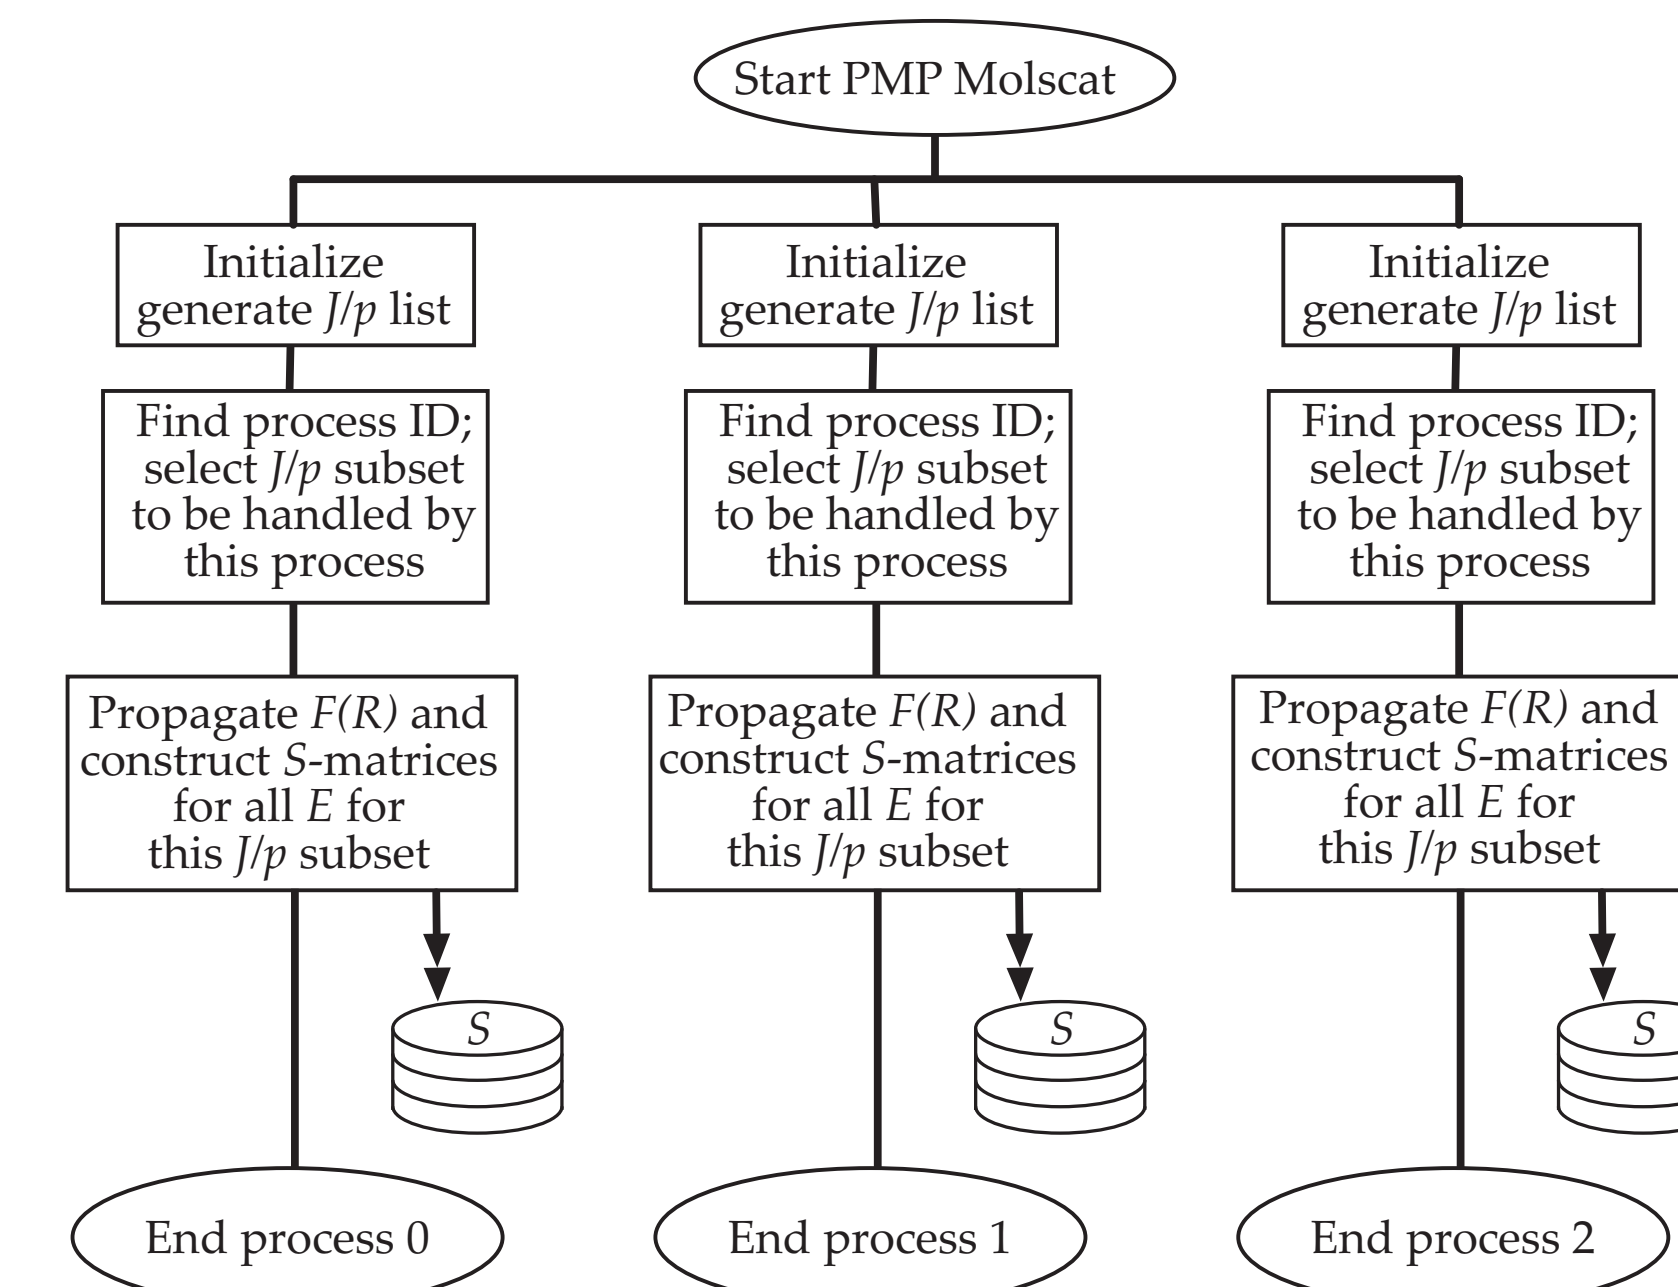 Start PMP Molscat
Initialize
generate J/p list
Initialize
generate J/p list
Initialize
generate J/p list
Find process ID;
select J/p subset
to be handled by
this process
Find process ID;
select J/p subset
to be handled by
this process
Find process ID;
select J/p subset
to be handled by
this process
Propagate F(R) and
construct S-matrices
for all E for
this J/p subset
Propagate F(R) and
construct S-matrices
for all E for
this J/p subset
Propagate F(R) and
construct S-matrices
for all E for
this J/p subset
S
S
S
End process 0
End process 1
End process 2